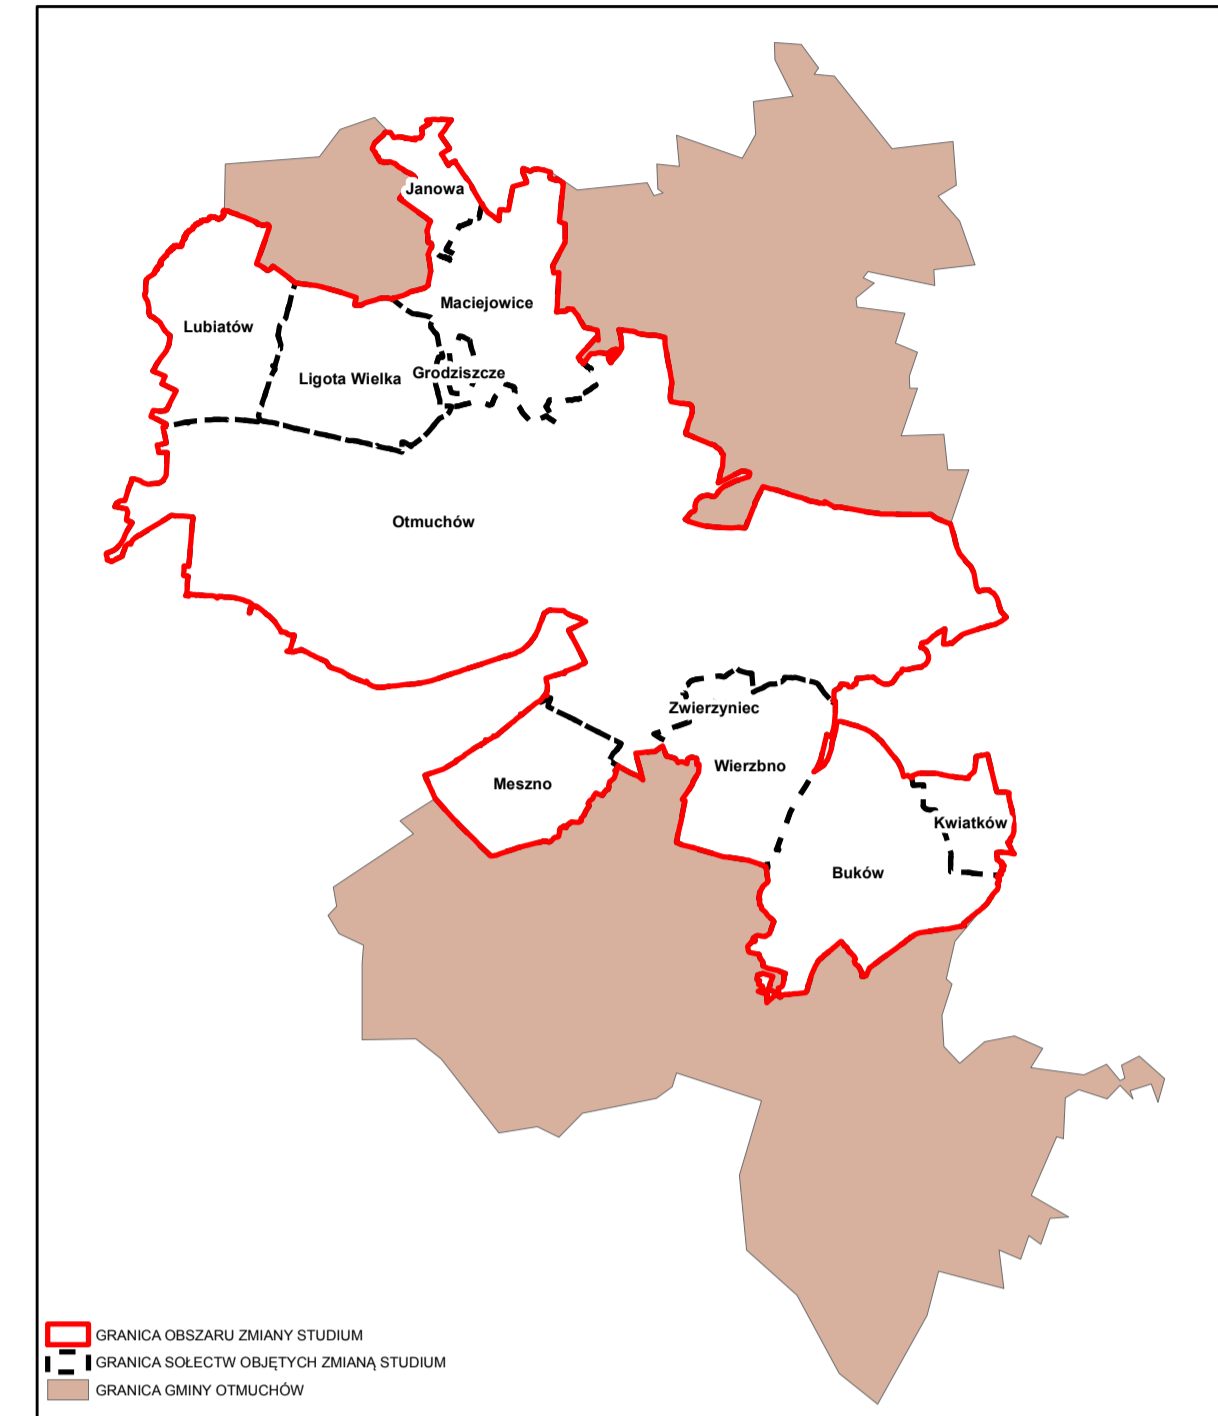 Janowa
Maciejowice
Lubiatów
Grodziszcze
Ligota Wielka
Otmuchów
Zwierzyniec
Wierzbno
Meszno
Kwiatków
Buków
GRANICA OBSZARU ZMIANY STUDIUM
GRANICA SOŁECTW OBJĘTYCH ZMIANĄ STUDIUM
GRANICA GMINY OTMUCHÓW